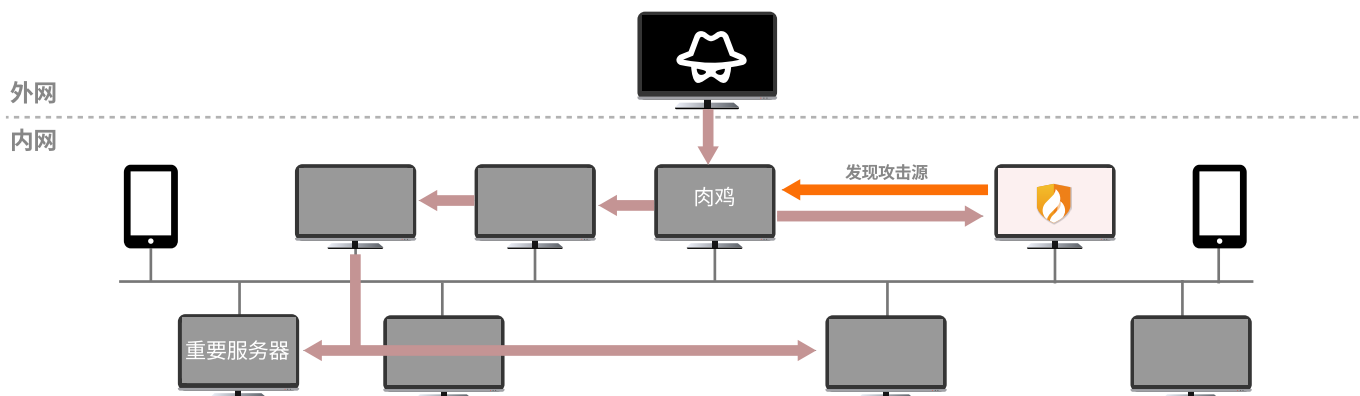 外网
内网
发现攻击源
肉鸡
重要服务器